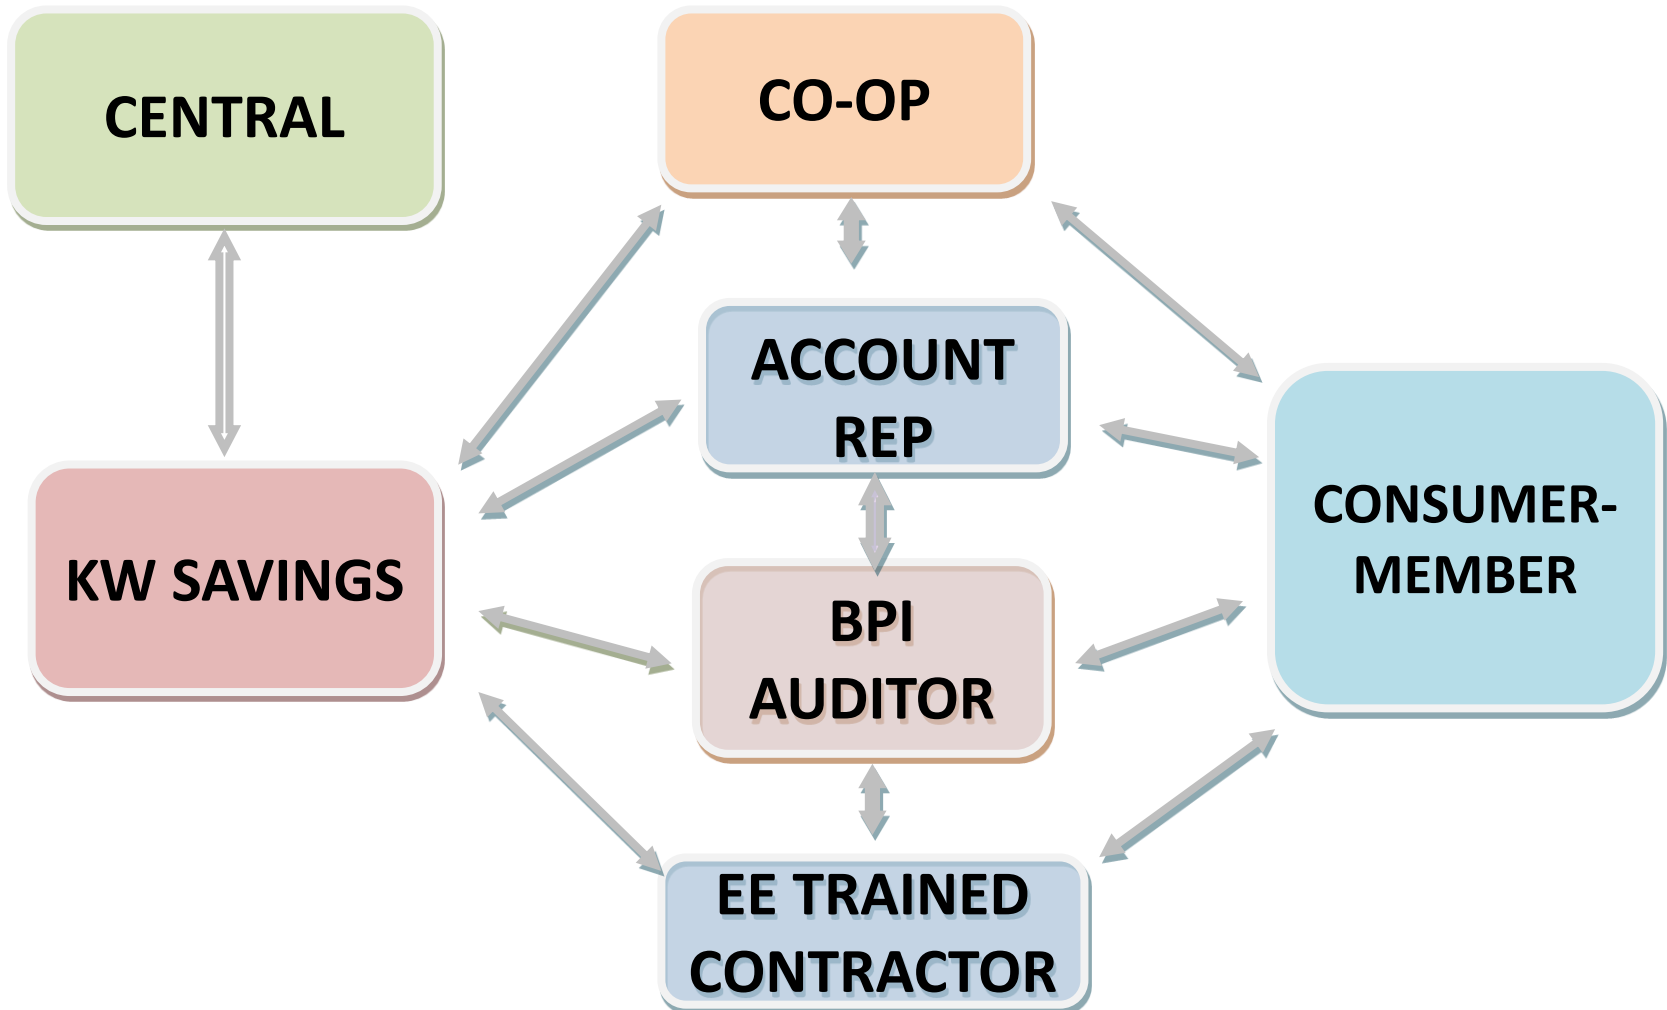 CENTRAL
CO-OP
ACCOUNT
REP
CONSUMER-
MEMBER
KW SAVINGS
BPI
AUDITOR
EE TRAINED
CONTRACTOR